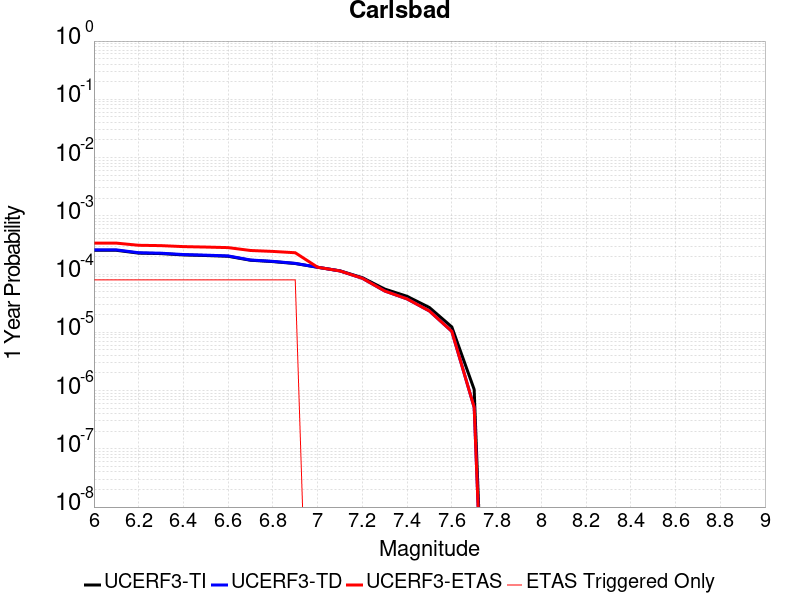 Carlsbad
10^0
10^-1
10^-2
10^-3
10^-4
10^-5
10^-6
10^-7
10^-8
1 Year Probability
6 6.2 6.4 6.6 6.8 7 7.2 7.4 7.6 7.8 8 8.2 8.4 8.6 8.8 9
Magnitude
UCERF3-TI UCERF3-TD UCERF3-ETAS ETAS Triggered Only